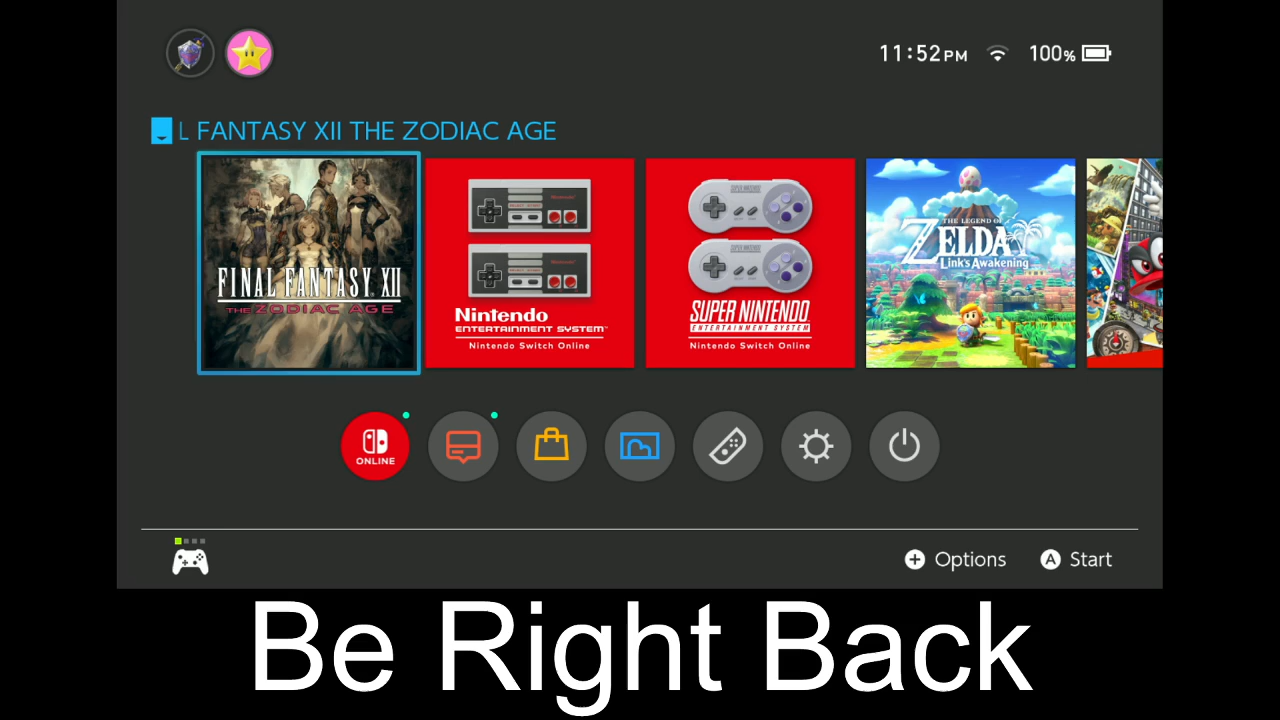 11:52PM 100%
L FANTASY XII THE ZODIAC AGE
FINAL FANTASY XII
THE ZODIAC AGE
Nintendo
ENTERTAINMENT SYSTEM™
Nintendo Switch Online
SUPER NINTENDO
ENTERTAINMENT SYSTEM
Nintendo Switch Online
THE LEGEND OF
ZELDA
Link's Awakening
ONLINE
+ Options A Start
Be Right Back